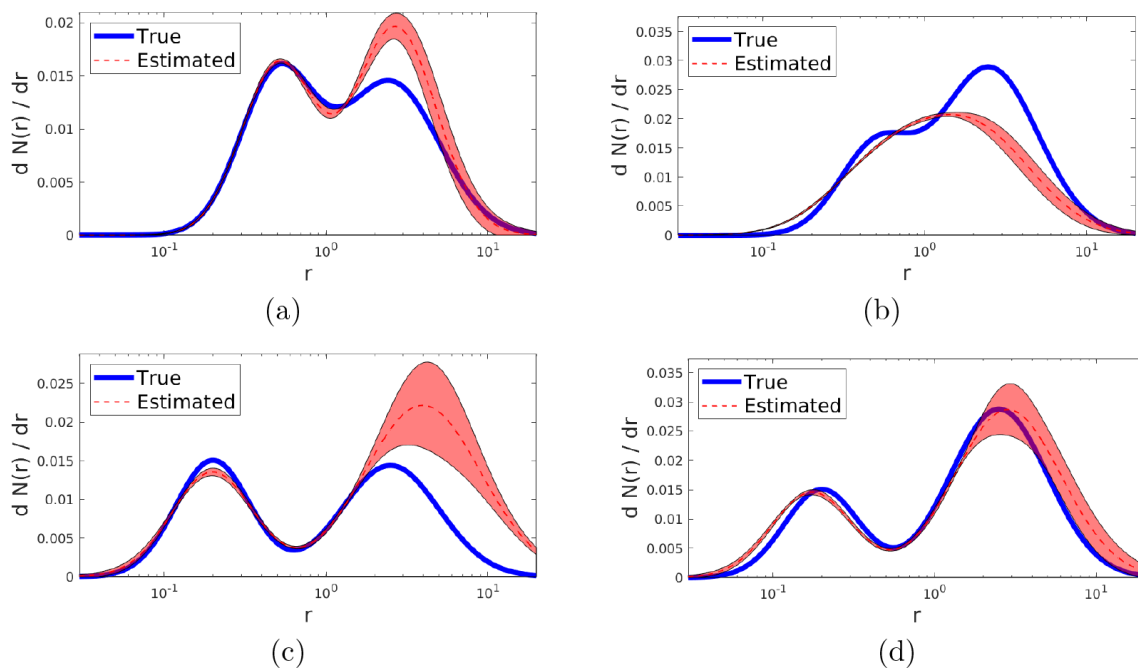 True
Estimated
d N(r) / dr
0.02
0.015
0.01
0.005
0
10^-1
10^0
10^1
r
(a)
True
Estimated
d N(r) / dr
0.035
0.03
0.025
0.02
0.015
0.01
0.005
0
10^-1
10^0
10^1
r
(b)
True
Estimated
d N(r) / dr
0.025
0.02
0.015
0.01
0.005
0
10^-1
10^0
10^1
r
(c)
True
Estimated
d N(r) / dr
0.035
0.03
0.025
0.02
0.015
0.01
0.005
0
10^-1
10^0
10^1
r
(d)